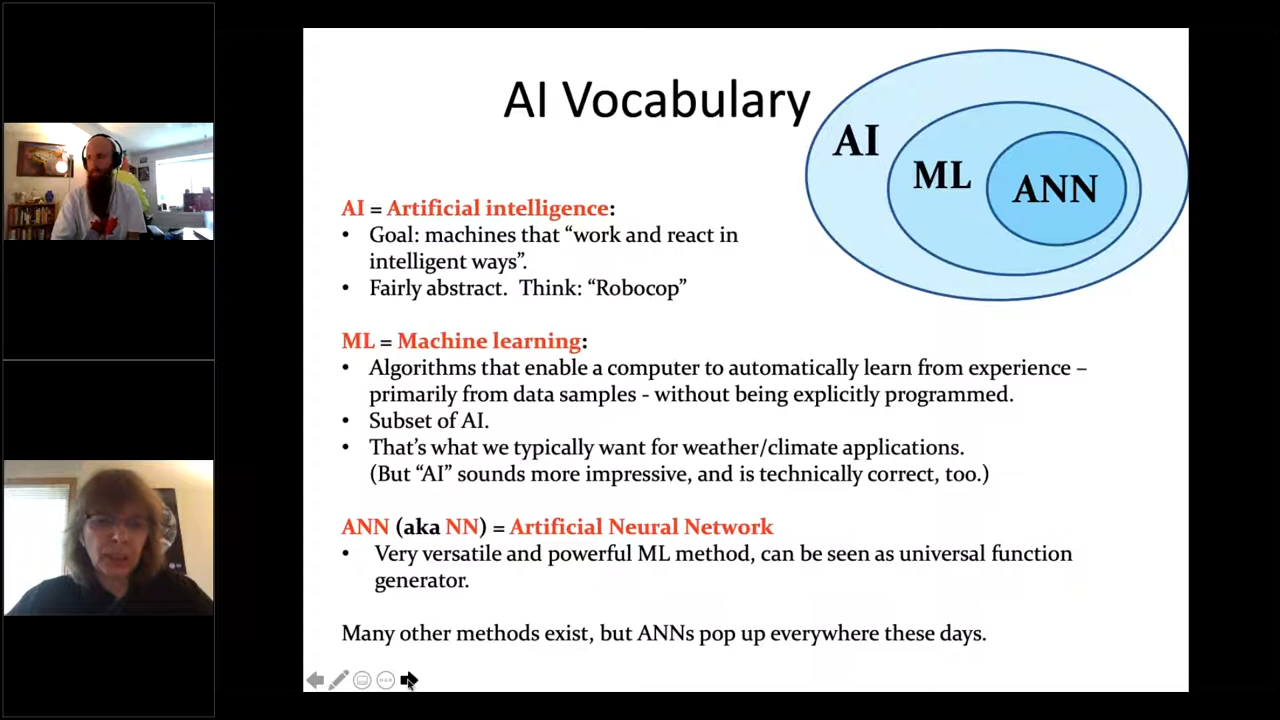 AI Vocabulary
AI
ML
ANN
AI = Artificial intelligence:
• Goal: machines that “work and react in
intelligent ways”.
• Fairly abstract.  Think: “Robocop”
ML = Machine learning:
• Algorithms that enable a computer to automatically learn from experience –
primarily from data samples - without being explicitly programmed.
• Subset of AI.
• That’s what we typically want for weather/climate applications.
(But “AI” sounds more impressive, and is technically correct, too.)
ANN (aka NN) = Artificial Neural Network
• Very versatile and powerful ML method, can be seen as universal function
generator.
Many other methods exist, but ANNs pop up everywhere these days.